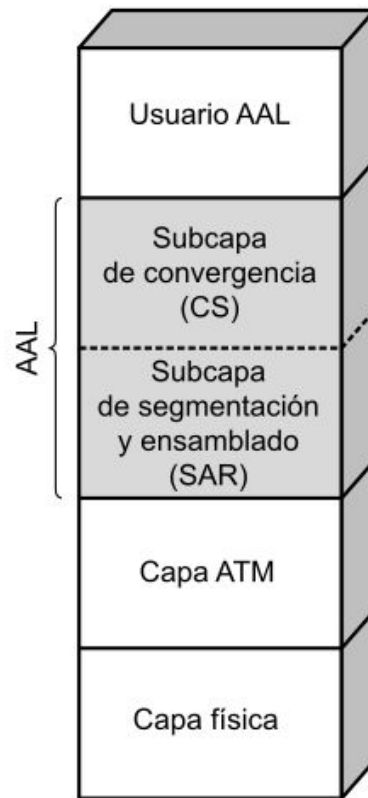 Usuario AAL
AAL
Subcapa
de convergencia
(CS)
Subcapa
de segmentación
y ensamblado
(SAR)
Capa ATM
Capa física